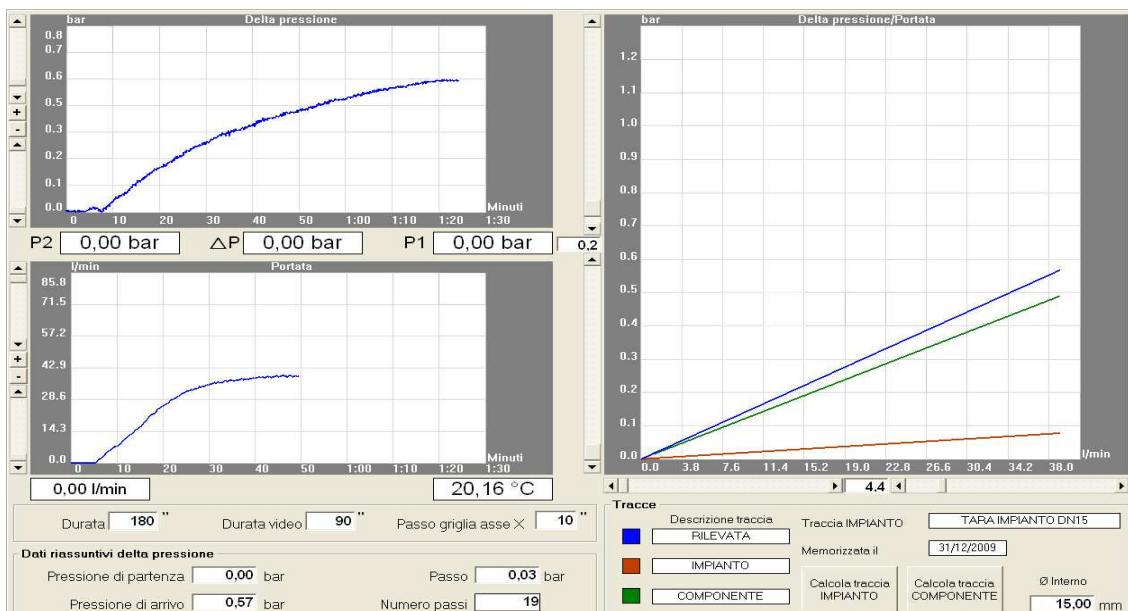 bar Delta pressione
0.8
0.7
0.6
0.5
0.3
0.2
0.1
0.0
0 10 20 30 40 50 1:00 1:10 1:20 1:30
Minuti
P2 0,00 bar △P 0,00 bar P1 0,00 bar 0,2
l/min Portata
85.8
71.5
57.2
42.9
28.6
14.3
0.0
0 10 20 30 40 50 1:00 1:10 1:20 1:30
Minuti
0,00 l/min 20,16 °C
Durata 180 " Durata video 90 " Passo griglia asse X 10 "
Dati riassuntivi delta pressione
Pressione di partenza 0,00 bar Passo 0,03 bar
Pressione di arrivo 0,57 bar Numero passi 19
bar Delta pressione/Portata
1.2
1.1
1.0
0.9
0.8
0.6
0.5
0.4
0.3
0.2
0.1
0.0
0.0 3.8 7.6 11.4 15.2 19.0 22.8 26.6 30.4 34.2 38.0
l/min
4.4
Tracce
Descrizione traccia
RILEVATA
IMPIANTO
COMPONENTE
Traccia IMPIANTO TARA IMPIANTO DN15
Memorizzata il 31/12/2009
Calcola traccia IMPIANTO
Calcola traccia COMPONENTE
Ø Interno
15,00 mm